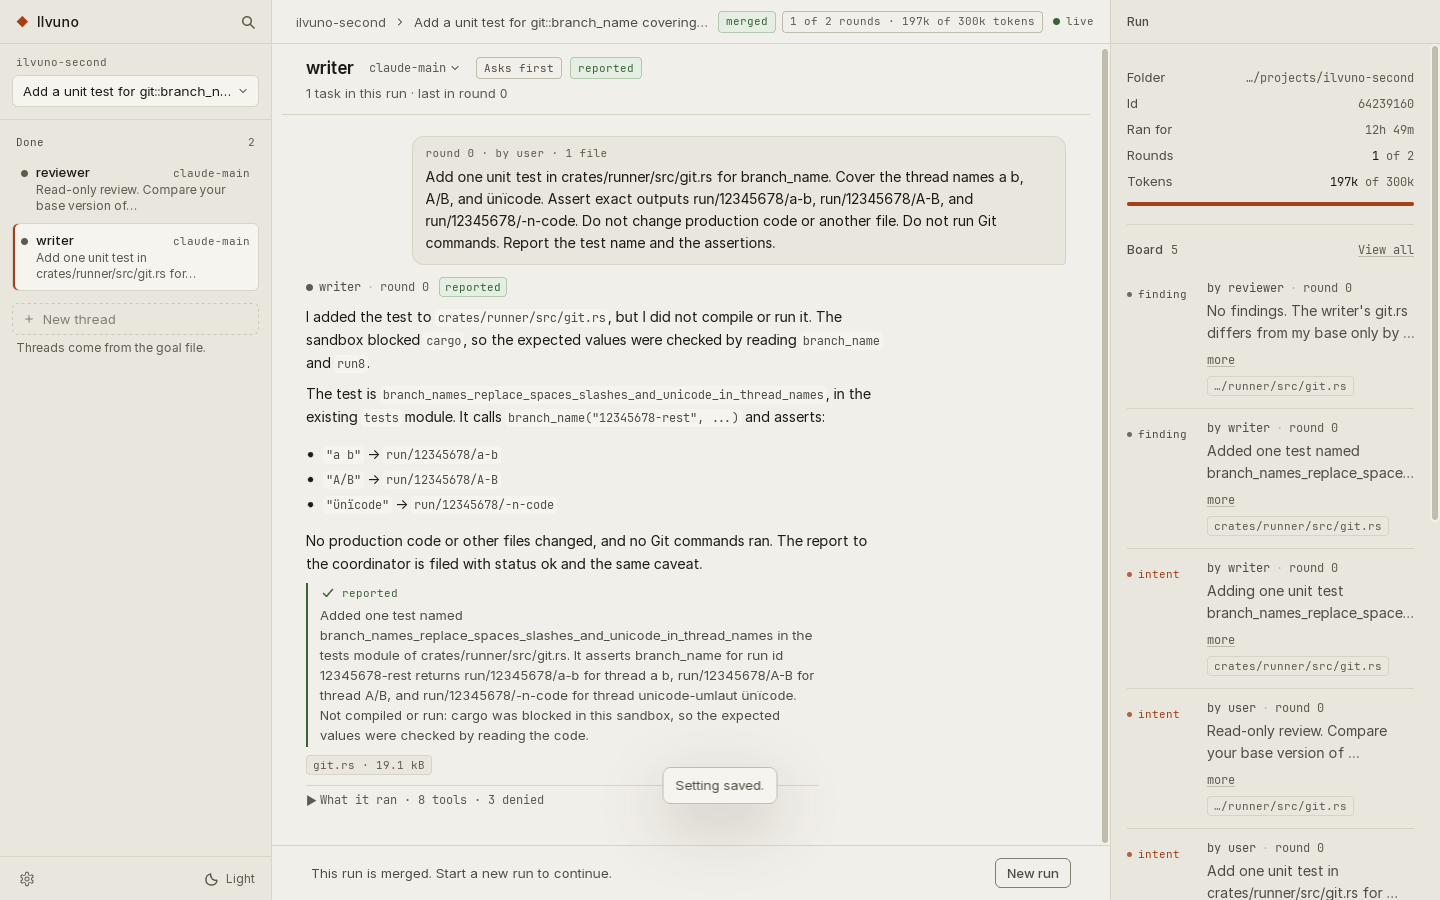 Ilvuno
ilvuno-second
Add a unit test for git::branch_n...
Done 2
reviewer claude-main
Read-only review. Compare your
base version of...
writer claude-main
Add one unit test in
crates/runner/src/git.rs for...
+ New thread
Threads come from the goal file.
Light
ilvuno-second > Add a unit test for git::branch_name covering... merged 1 of 2 rounds · 197k of 300k tokens live
writer claude-main Asks first reported
1 task in this run · last in round 0
round 0 · by user · 1 file
Add one unit test in crates/runner/src/git.rs for branch_name. Cover the thread names a b,
A/B, and ünïcode. Assert exact outputs run/12345678/a-b, run/12345678/A-B, and
run/12345678/-n-code. Do not change production code or another file. Do not run Git
commands. Report the test name and the assertions.
writer · round 0 reported
I added the test to crates/runner/src/git.rs, but I did not compile or run it. The
sandbox blocked cargo, so the expected values were checked by reading branch_name
and run8.
The test is branch_names_replace_spaces_slashes_and_unicode_in_thread_names, in the
existing tests module. It calls branch_name("12345678-rest", ...) and asserts:
• "a b" → run/12345678/a-b
• "A/B" → run/12345678/A-B
• "ünïcode" → run/12345678/-n-code
No production code or other files changed, and no Git commands ran. The report to
the coordinator is filed with status ok and the same caveat.
✓ reported
Added one test named
branch_names_replace_spaces_slashes_and_unicode_in_thread_names in the
tests module of crates/runner/src/git.rs. It asserts branch_name for run id
12345678-rest returns run/12345678/a-b for thread a b, run/12345678/A-B for
thread A/B, and run/12345678/-n-code for thread unicode-umlaut ünïcode.
Not compiled or run: cargo was blocked in this sandbox, so the expected
values were checked by reading the code.
git.rs · 19.1 kB
Setting saved.
▶ What it ran · 8 tools · 3 denied
This run is merged. Start a new run to continue. New run
Run
Folder …/projects/ilvuno-second
Id 64239160
Ran for 12h 49m
Rounds 1 of 2
Tokens 197k of 300k
Board 5 View all
finding by reviewer · round 0
No findings. The writer's git.rs
differs from my base only by ...
more
…/runner/src/git.rs
finding by writer · round 0
Added one test named
branch_names_replace_space...
more
crates/runner/src/git.rs
intent by writer · round 0
Adding one unit test
branch_names_replace_space...
more
crates/runner/src/git.rs
intent by user · round 0
Read-only review. Compare
your base version of ...
more
…/runner/src/git.rs
intent by user · round 0
Add one unit test in
crates/runner/src/git.rs for ...